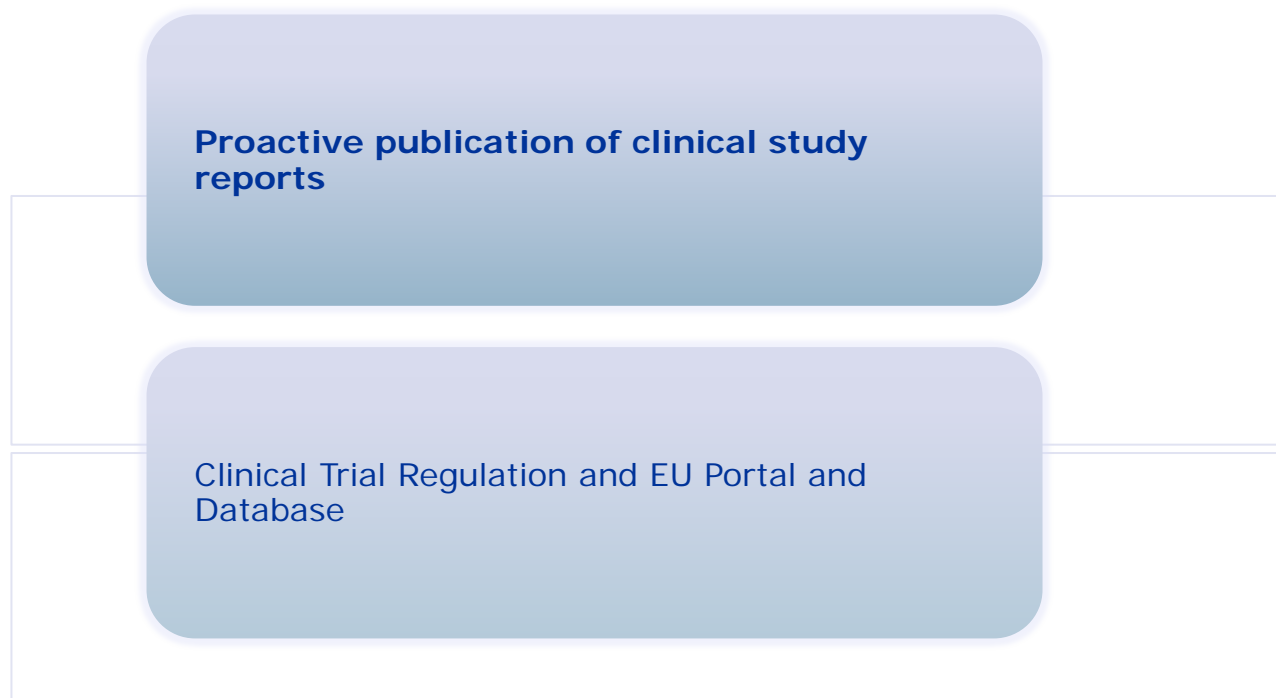 Proactive publication of clinical study
reports
Clinical Trial Regulation and EU Portal and
Database